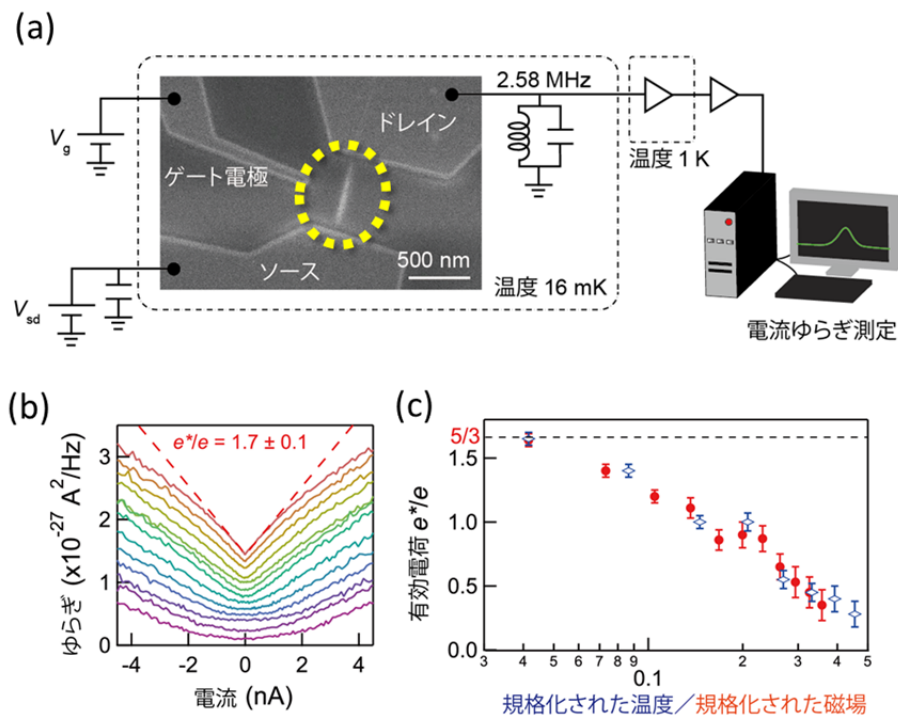 (a)
2.58 MHz
ドレイン
Vg
ゲート電極
温度 1 K
ソース
500 nm
温度 16 mK
Vsd
電流ゆらぎ測定
(b)
e*/e = 1.7 ± 0.1
ゆらぎ (x10⁻²⁷ A²/Hz)
3
2
1
0
-4 -2 0 2 4
電流 (nA)
(c)
5/3
有効電荷 e*/e
1.5
1.0
0.5
0.0
3 4 5 6 7 8 9 0.1 2 3 4 5
規格化された温度／規格化された磁場